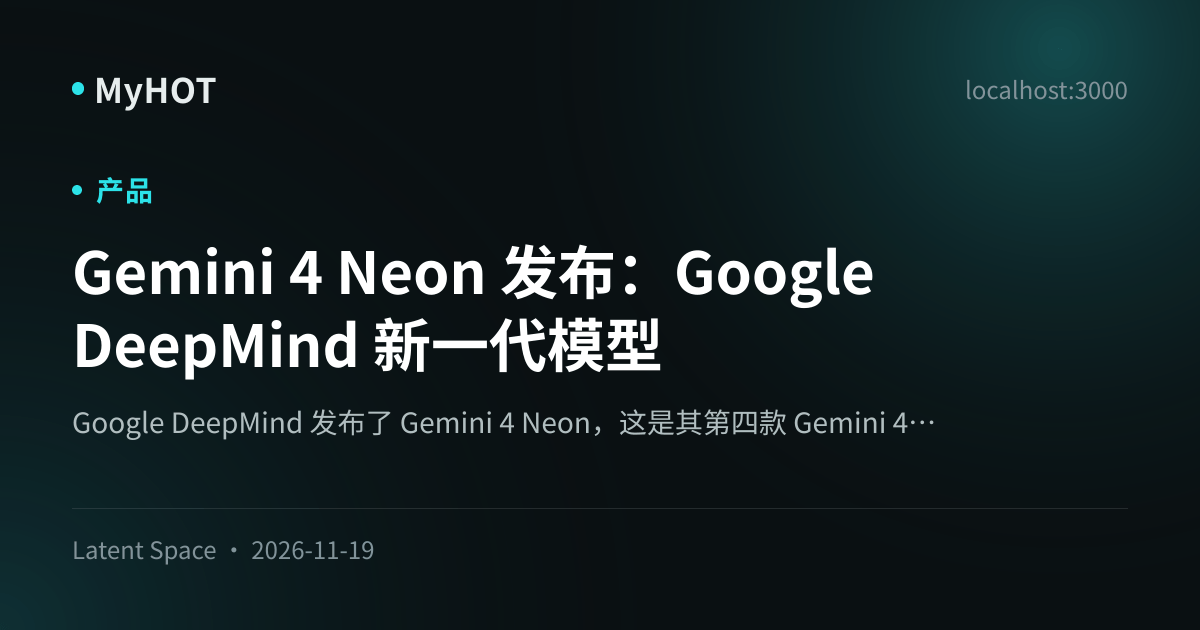 MyHOT
localhost:3000
产品
Gemini 4 Neon 发布：Google
DeepMind 新一代模型
Google DeepMind 发布了 Gemini 4 Neon，这是其第四款 Gemini 4…
Latent Space · 2026-11-19